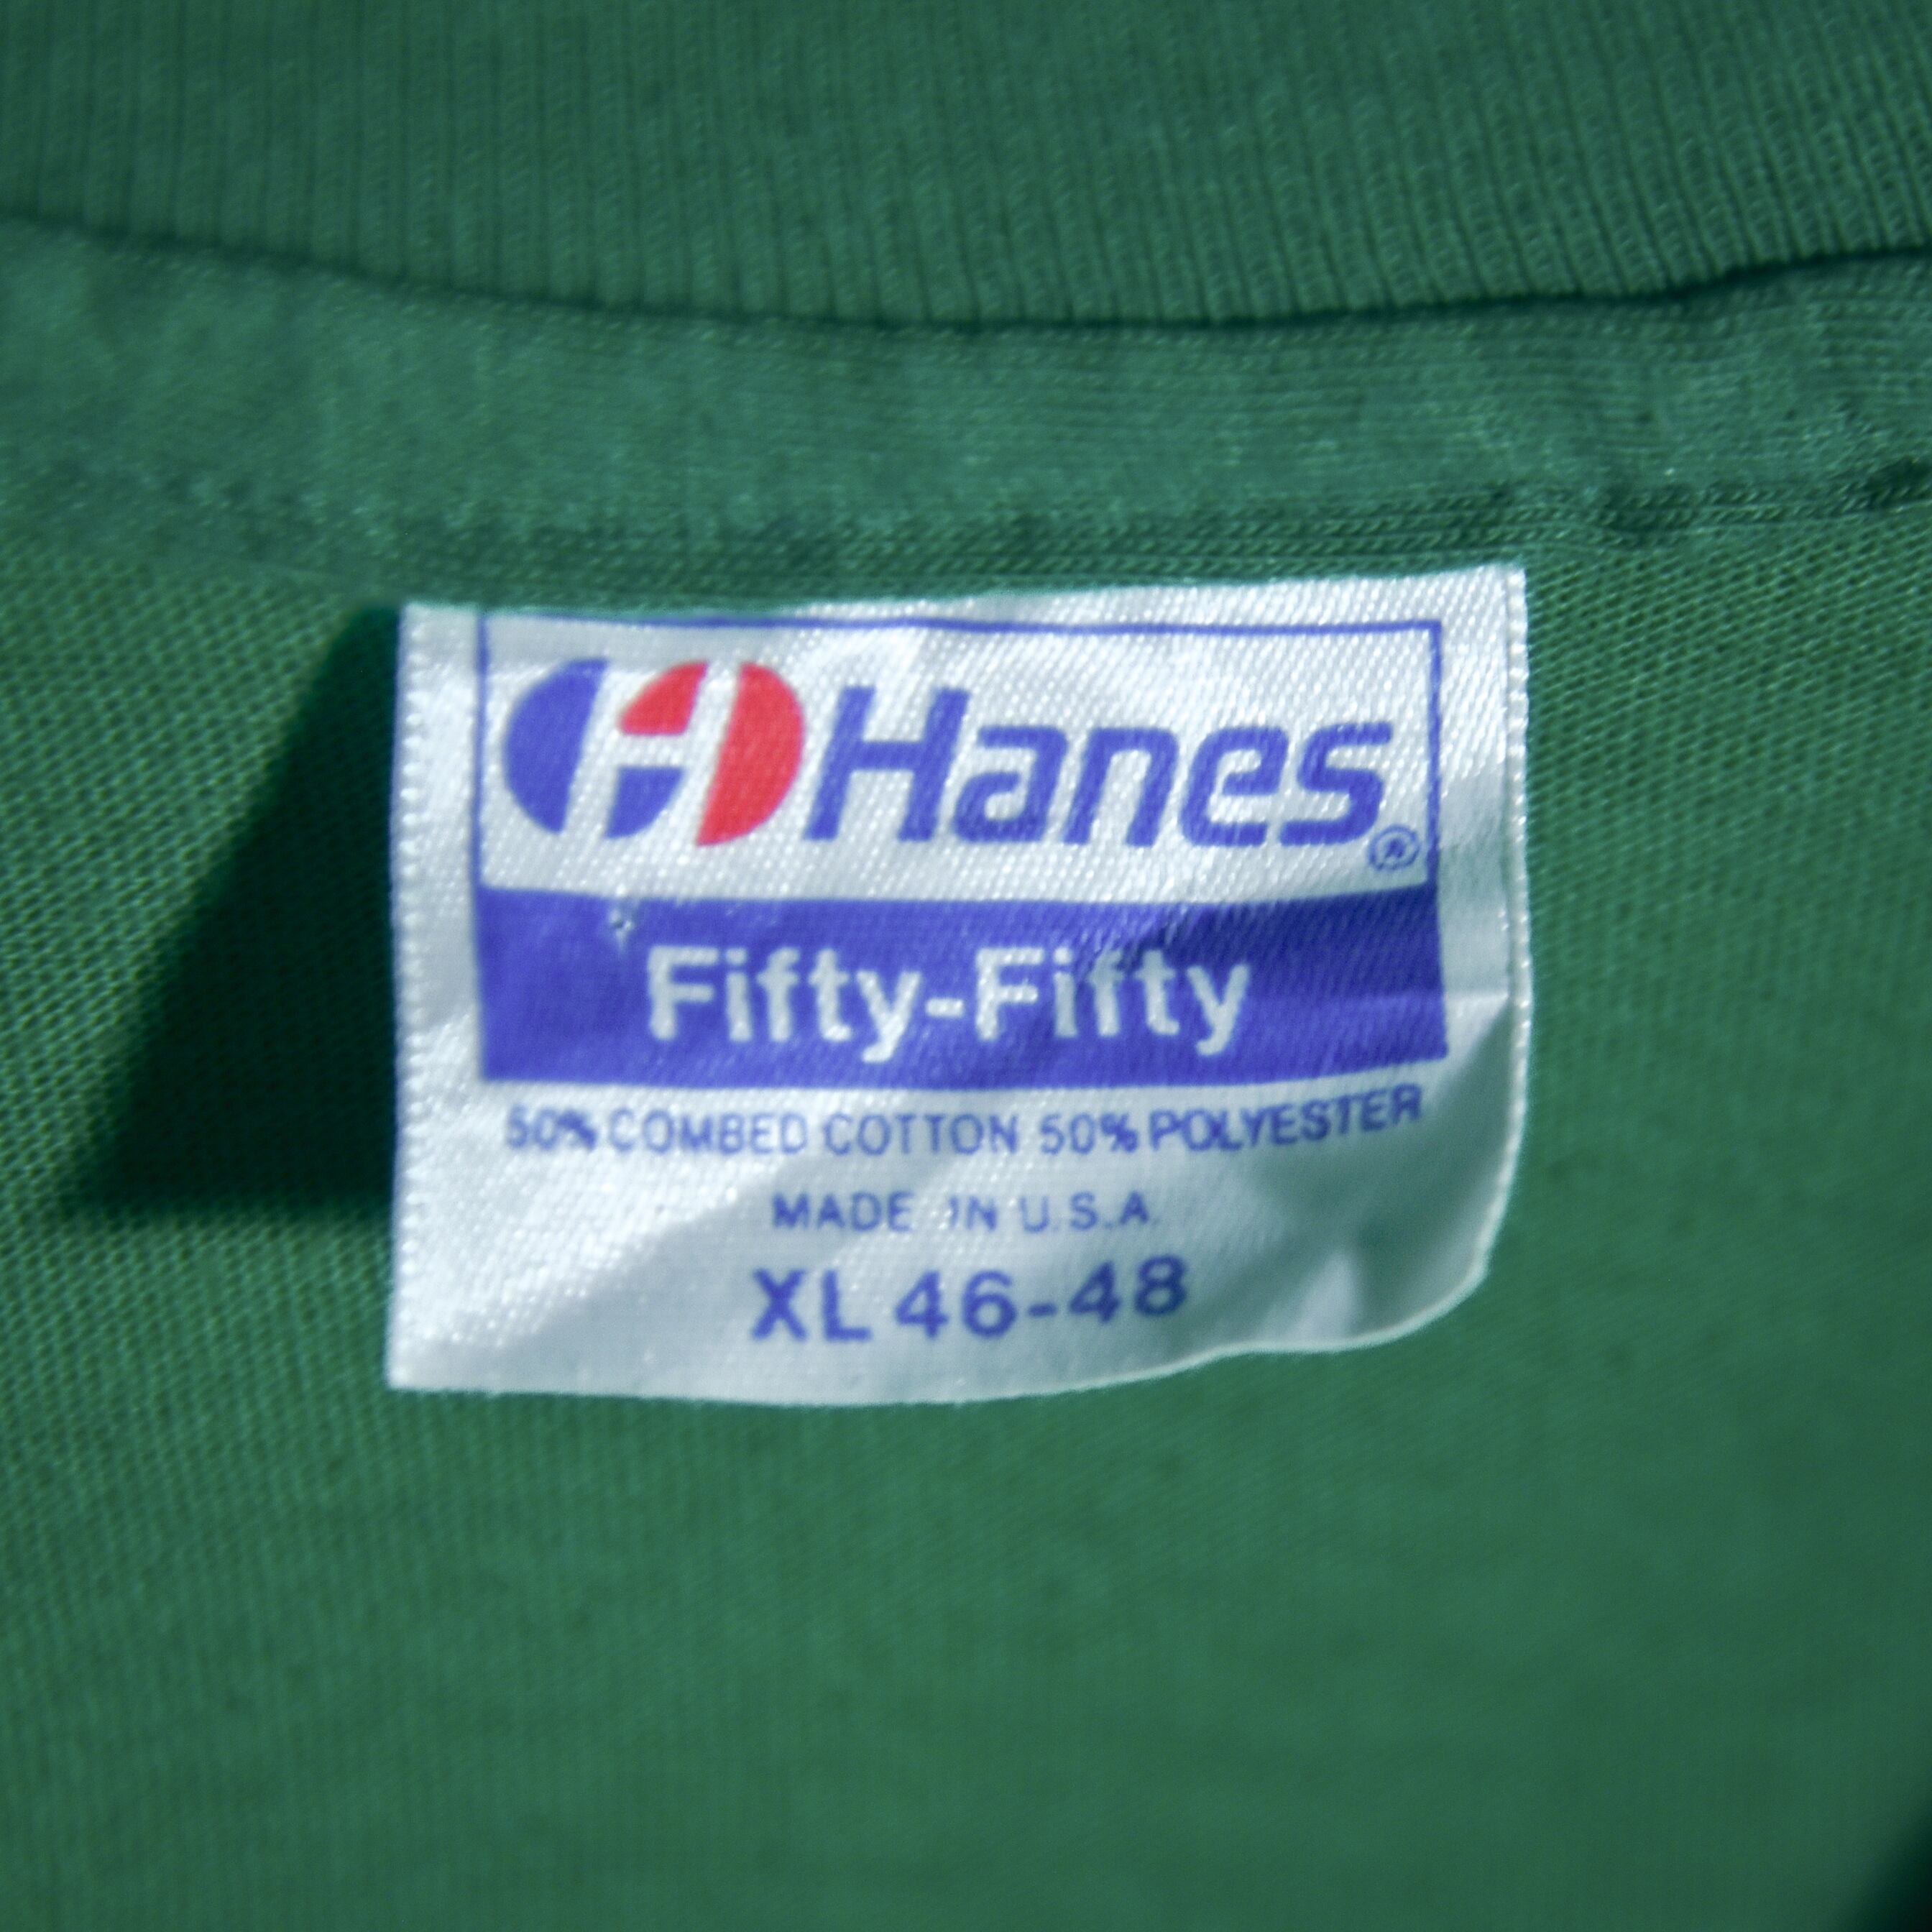 Hanes®
Fifty-Fifty
50% COMBED COTTON 50% POLYESTER
MADE IN U.S.A.
XL 46-48